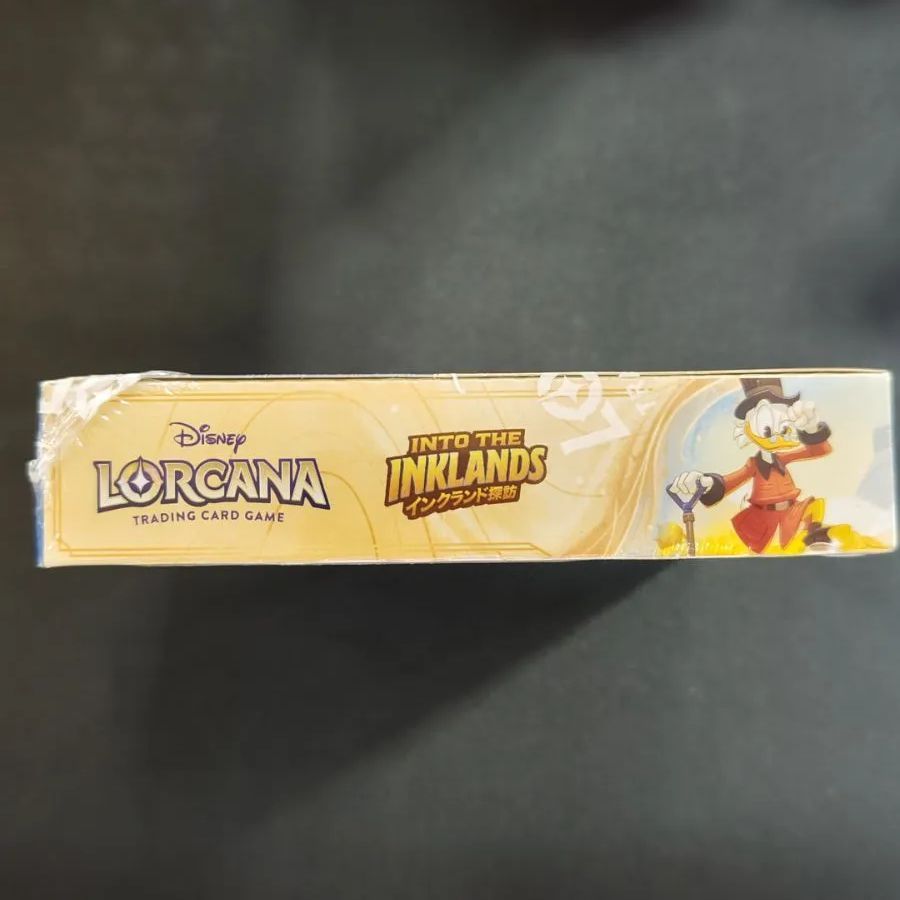 Disney
LORCANA
TRADING CARD GAME
INTO THE
INKLANDS
インクランド探訪